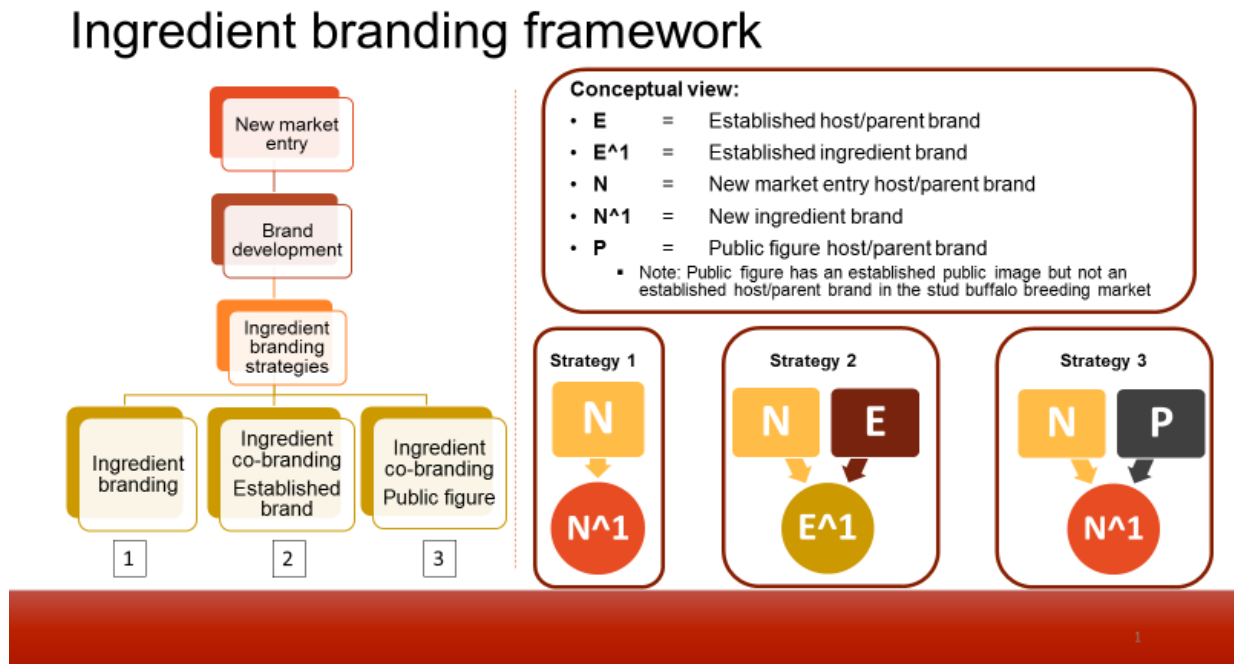 Ingredient branding framework
New market
entry
Brand
development
Ingredient
branding
strategies
Ingredient
branding
Ingredient
co-branding
Established
brand
Ingredient
co-branding
Public figure
1
2
3
Conceptual view:
• E = Established host/parent brand
• E^1 = Established ingredient brand
• N = New market entry host/parent brand
• N^1 = New ingredient brand
• P = Public figure host/parent brand
▪ Note: Public figure has an established public image but not an
established host/parent brand in the stud buffalo breeding market
Strategy 1
N
N^1
Strategy 2
N E
E^1
Strategy 3
N P
N^1
1